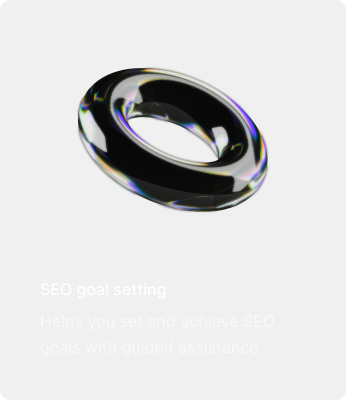 SEO goal setting
Helps you set and achieve SEO
goals with guided assistance.